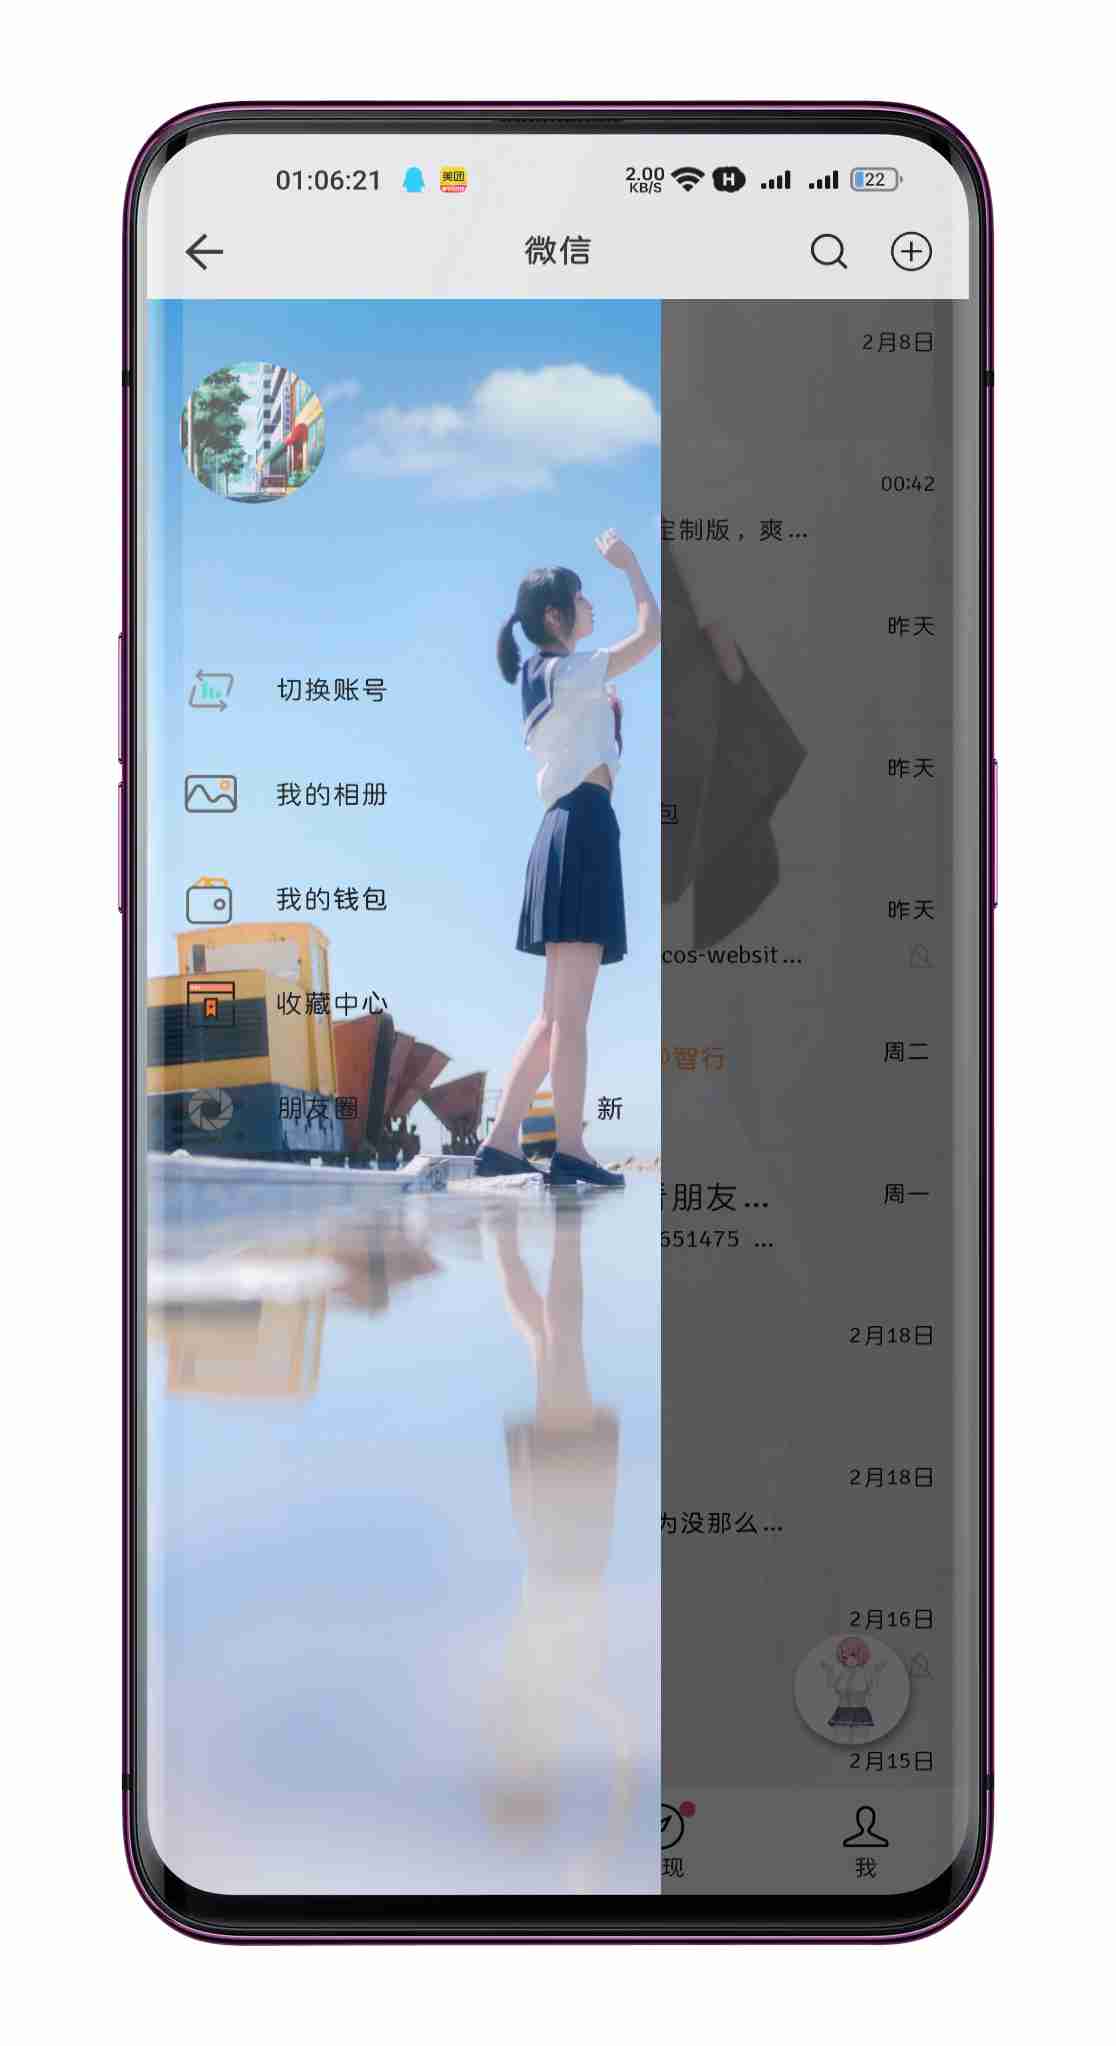 01:06:21 美团 2.00 KB/S H 22
微信
2月8日
00:42
定制版，爽...
昨天
切换账号
昨天
我的相册
包
我的钱包
昨天
cos-websit...
收藏中心
周二
智行
朋友圈 新
周一
看朋友...
651475 ...
2月18日
2月18日
为没那么...
2月16日
2月15日
现 我